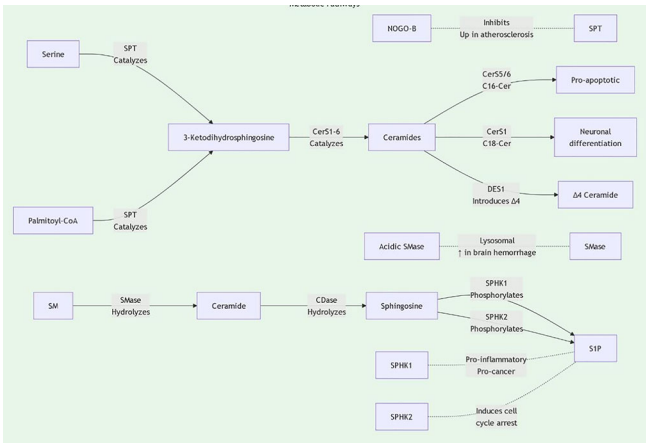 Metabolic Pathways
NOGO-B
Inhibits
Up in atherosclerosis
SPT
Serine
SPT
Catalyzes
CerS5/6
C16-Cer
Pro-apoptotic
3-Ketodihydrosphingosine
CerS1-6
Catalyzes
Ceramides
CerS1
C18-Cer
Neuronal
differentiation
DES1
Introduces Δ4
Δ4 Ceramide
Palmitoyl-CoA
SPT
Catalyzes
Acidic SMase
Lysosomal
↑ in brain hemorrhage
SMase
SM
SMase
Hydrolyzes
Ceramide
CDase
Hydrolyzes
Sphingosine
SPHK1
Phosphorylates
SPHK2
Phosphorylates
S1P
SPHK1
Pro-inflammatory
Pro-cancer
SPHK2
Induces cell
cycle arrest